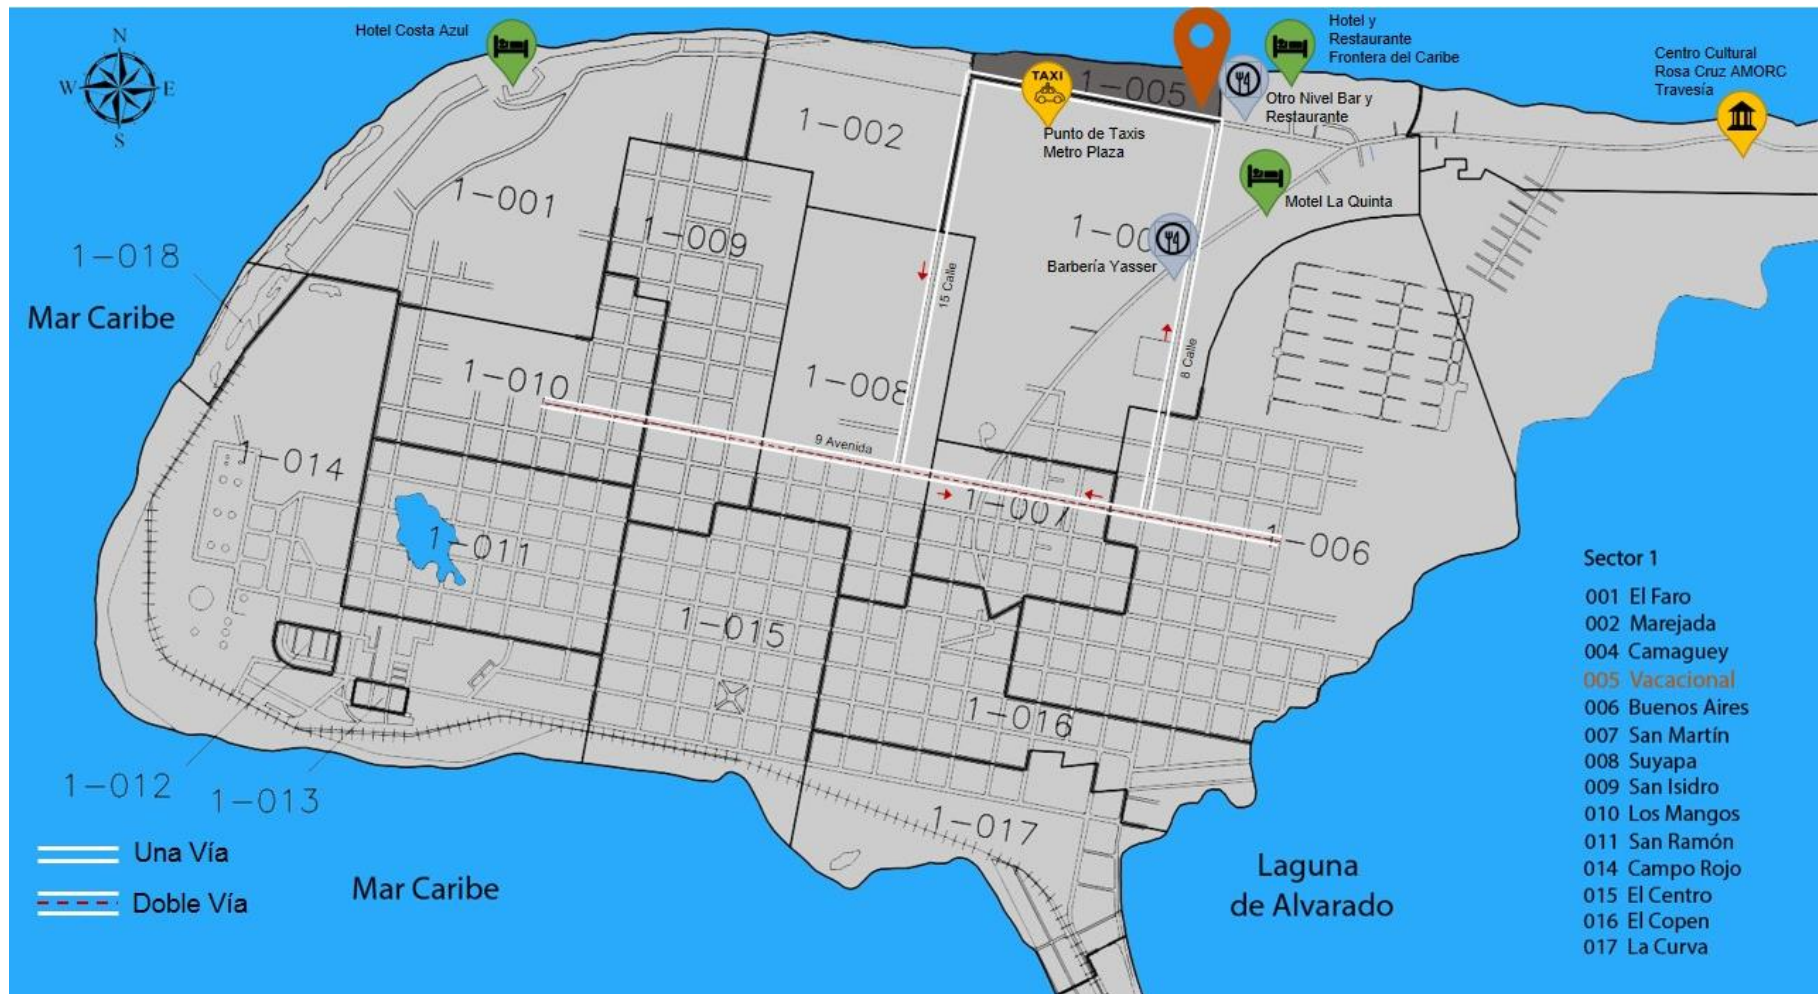 Hotel Costa Azul
Hotel y
Restaurante
Frontera del Caribe
Centro Cultural
Rosa Cruz AMORC
Travesía
N
W
E
S
TAXI
1-005
Otro Nivel Bar y
Restaurante
Punto de Taxis
Metro Plaza
1-002
1-001
1-009
Motel La Quinta
1-00
Barbería Yasser
1-018
Mar Caribe
15 Calle
8 Calle
1-010
1-008
9 Avenida
1-014
1-007
1-006
1-011
1-015
1-016
1-012
1-013
1-017
Una Vía
Doble Vía
Mar Caribe
Laguna
de Alvarado
Sector 1
001 El Faro
002 Marejada
004 Camaguey
005 Vacacional
006 Buenos Aires
007 San Martín
008 Suyapa
009 San Isidro
010 Los Mangos
011 San Ramón
014 Campo Rojo
015 El Centro
016 El Copen
017 La Curva